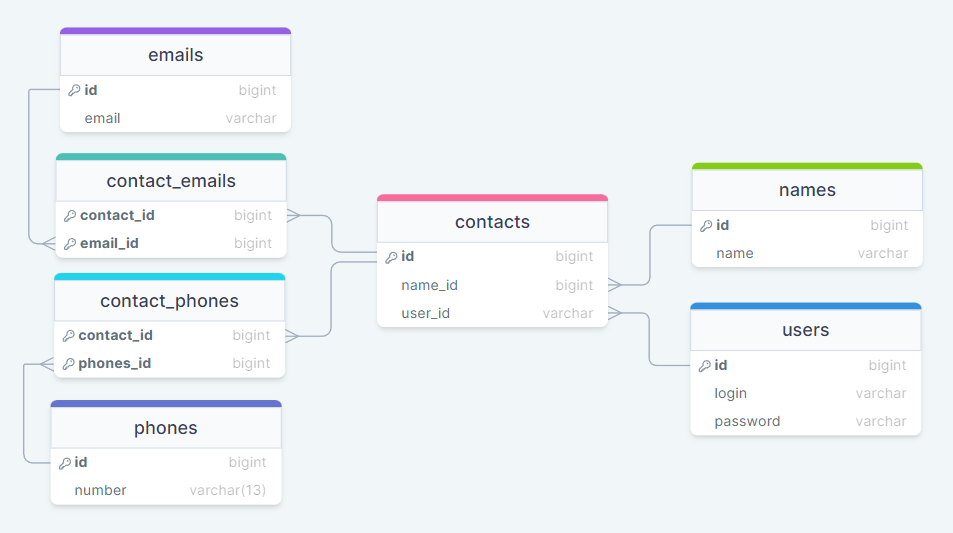 emails
id bigint
email varchar
contact_emails
contact_id bigint
email_id bigint
contact_phones
contact_id bigint
phones_id bigint
phones
id bigint
number varchar(13)
contacts
id bigint
name_id bigint
user_id varchar
names
id bigint
name varchar
users
id bigint
login varchar
password varchar